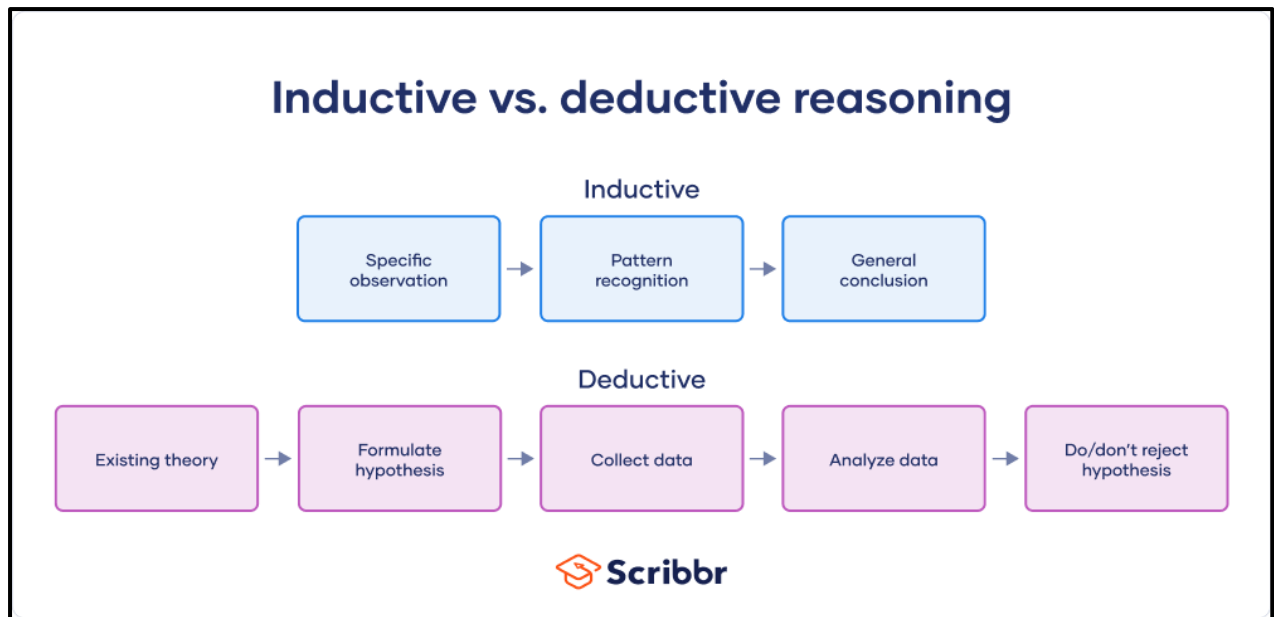 Inductive vs. deductive reasoning
Inductive
Specific
observation
Pattern
recognition
General
conclusion
Deductive
Existing theory
Formulate
hypothesis
Collect data
Analyze data
Do/don’t reject
hypothesis
Scribbr